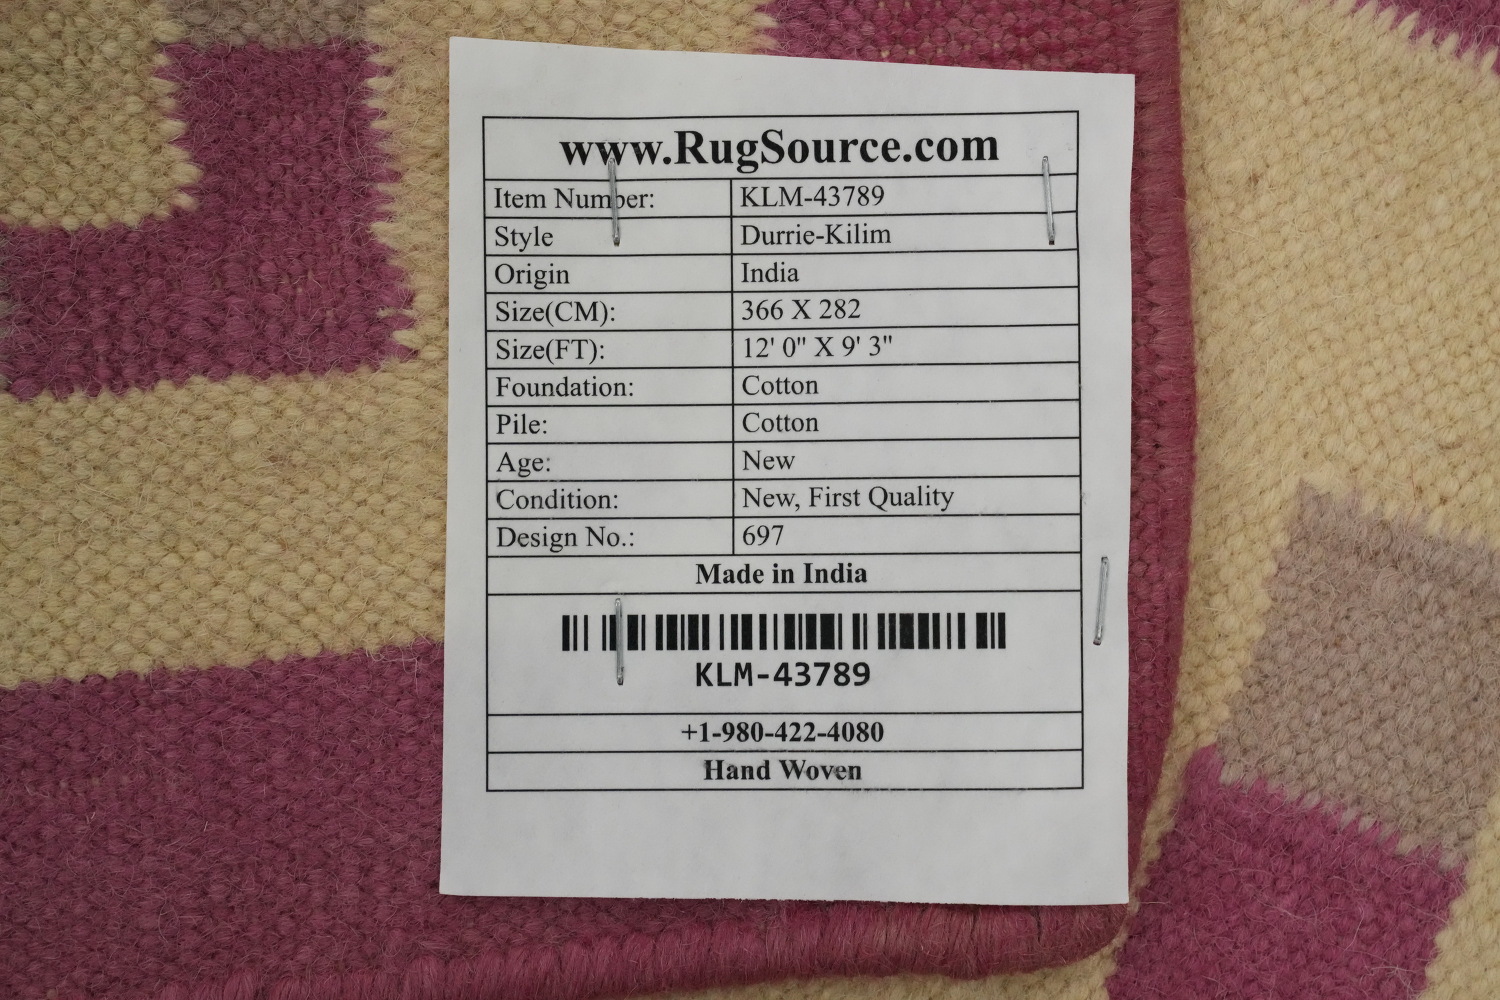 www.RugSource.com
Item Number: KLM-43789
Style Durrie-Kilim
Origin India
Size(CM): 366 X 282
Size(FT): 12' 0" X 9' 3"
Foundation: Cotton
Pile: Cotton
Age: New
Condition: New, First Quality
Design No.: 697
Made in India
KLM-43789
+1-980-422-4080
Hand Woven